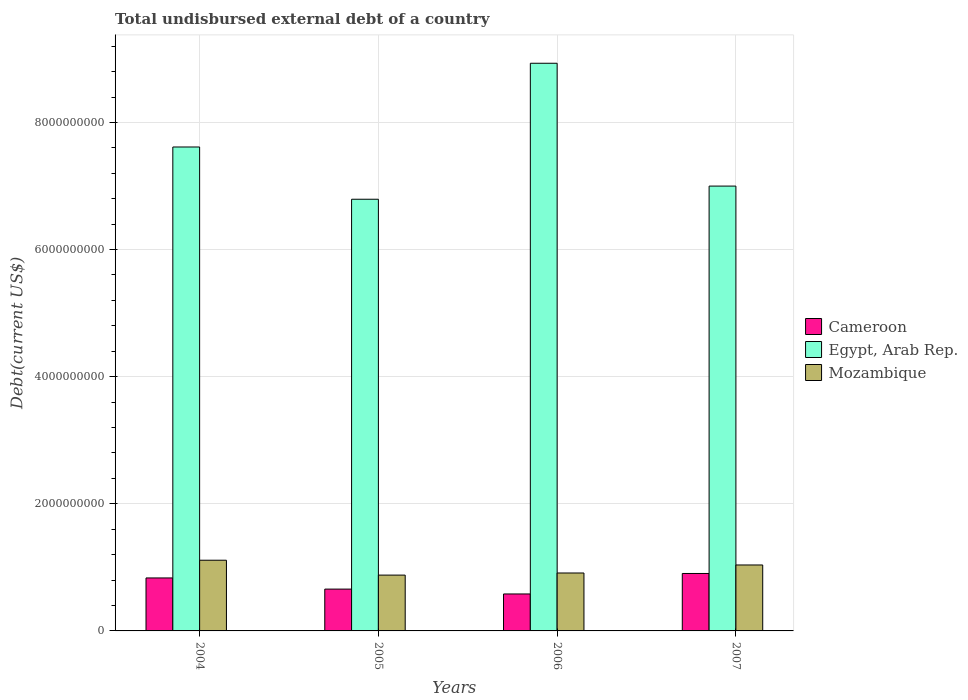 Total undisbursed external debt of a country
Debt(current US$)
8000000000
6000000000
4000000000
2000000000
0
2004
2005
2006
2007
Years
Cameroon
Egypt, Arab Rep.
Mozambique